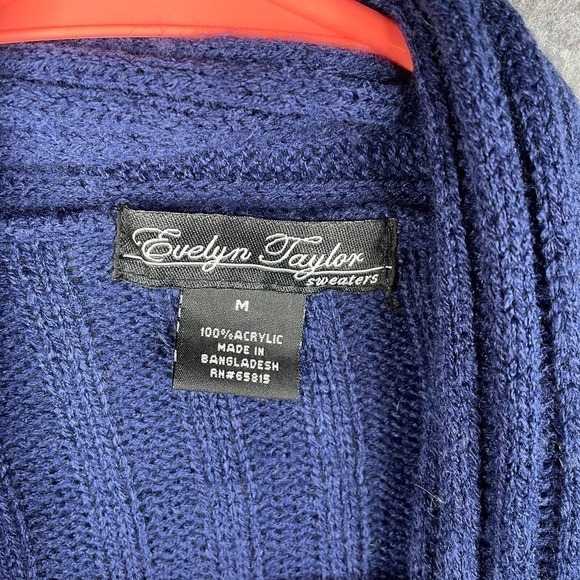 Evelyn Taylor
sweaters
M
100% ACRYLIC
MADE IN
BANGLADESH
RN#65815